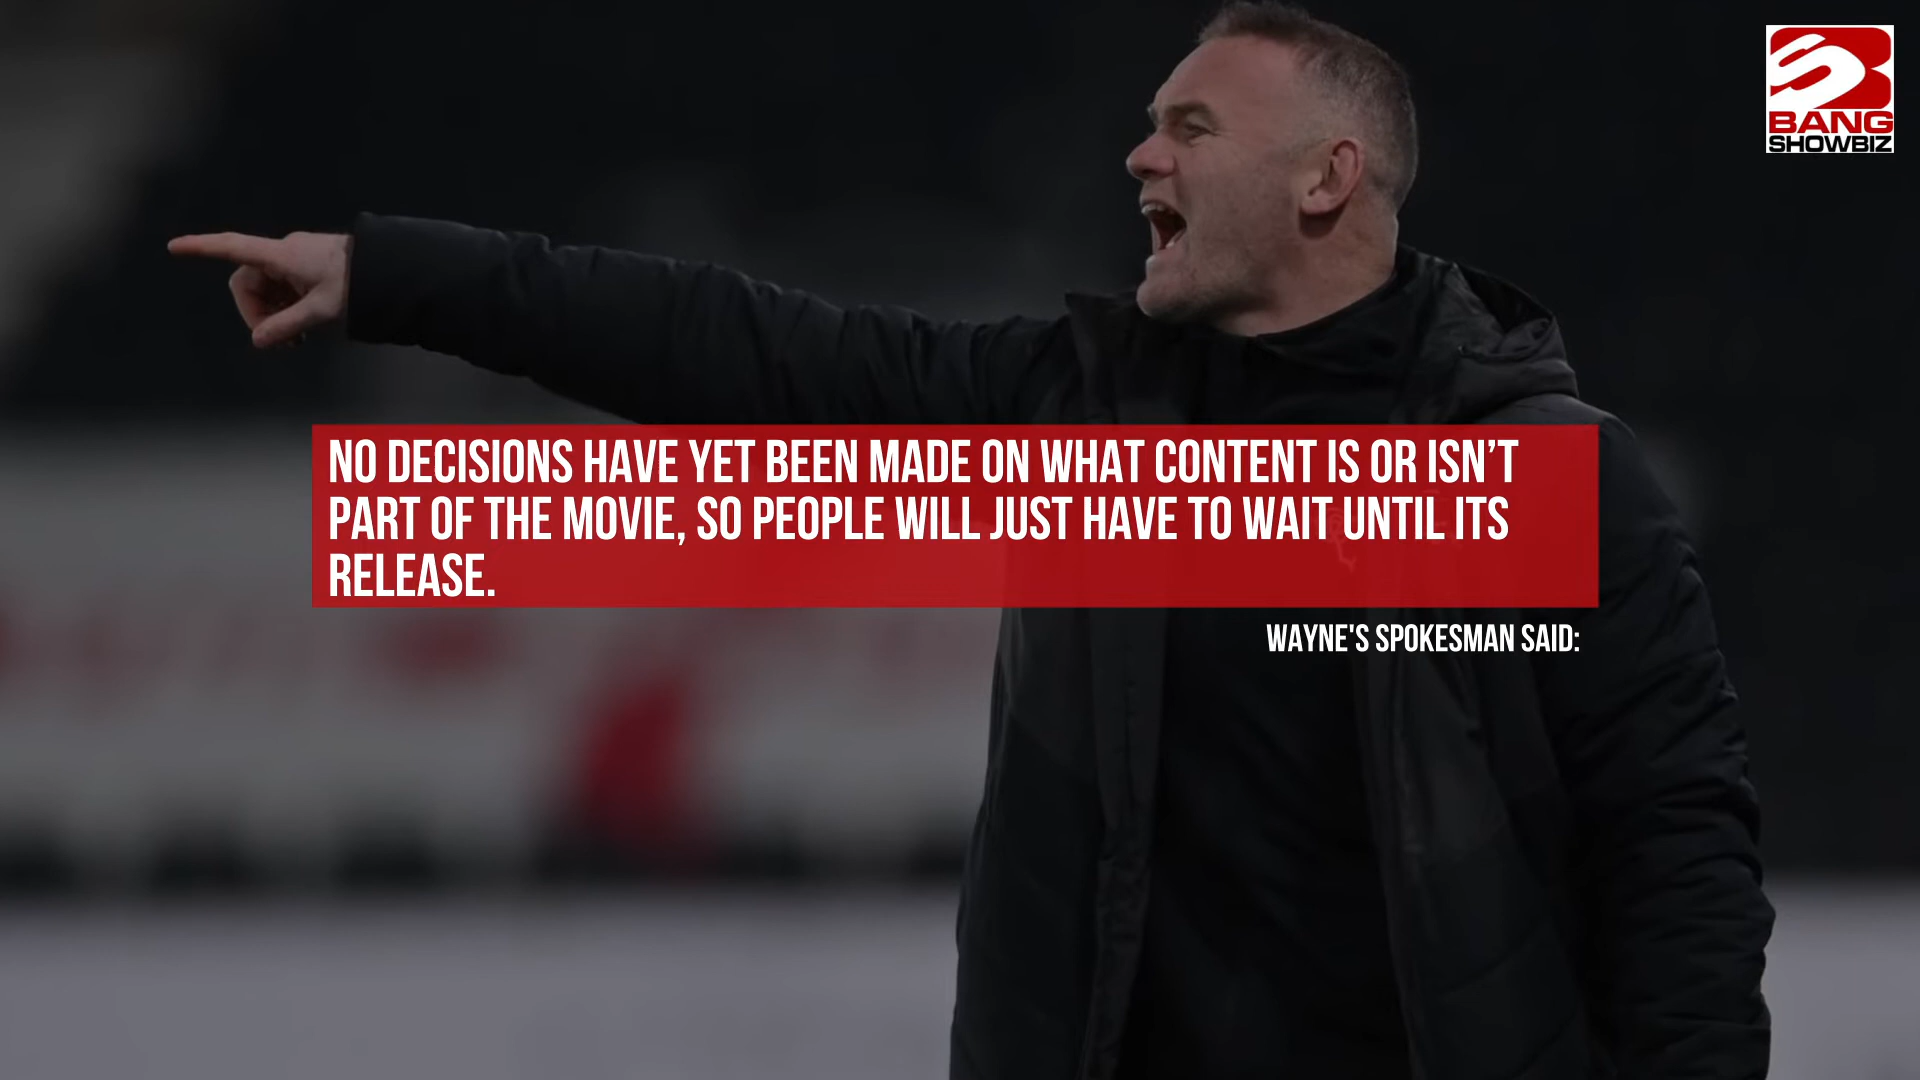 BANG
SHOWBIZ
NO DECISIONS HAVE YET BEEN MADE ON WHAT CONTENT IS OR ISN’T
PART OF THE MOVIE, SO PEOPLE WILL JUST HAVE TO WAIT UNTIL ITS
RELEASE.
WAYNE'S SPOKESMAN SAID: